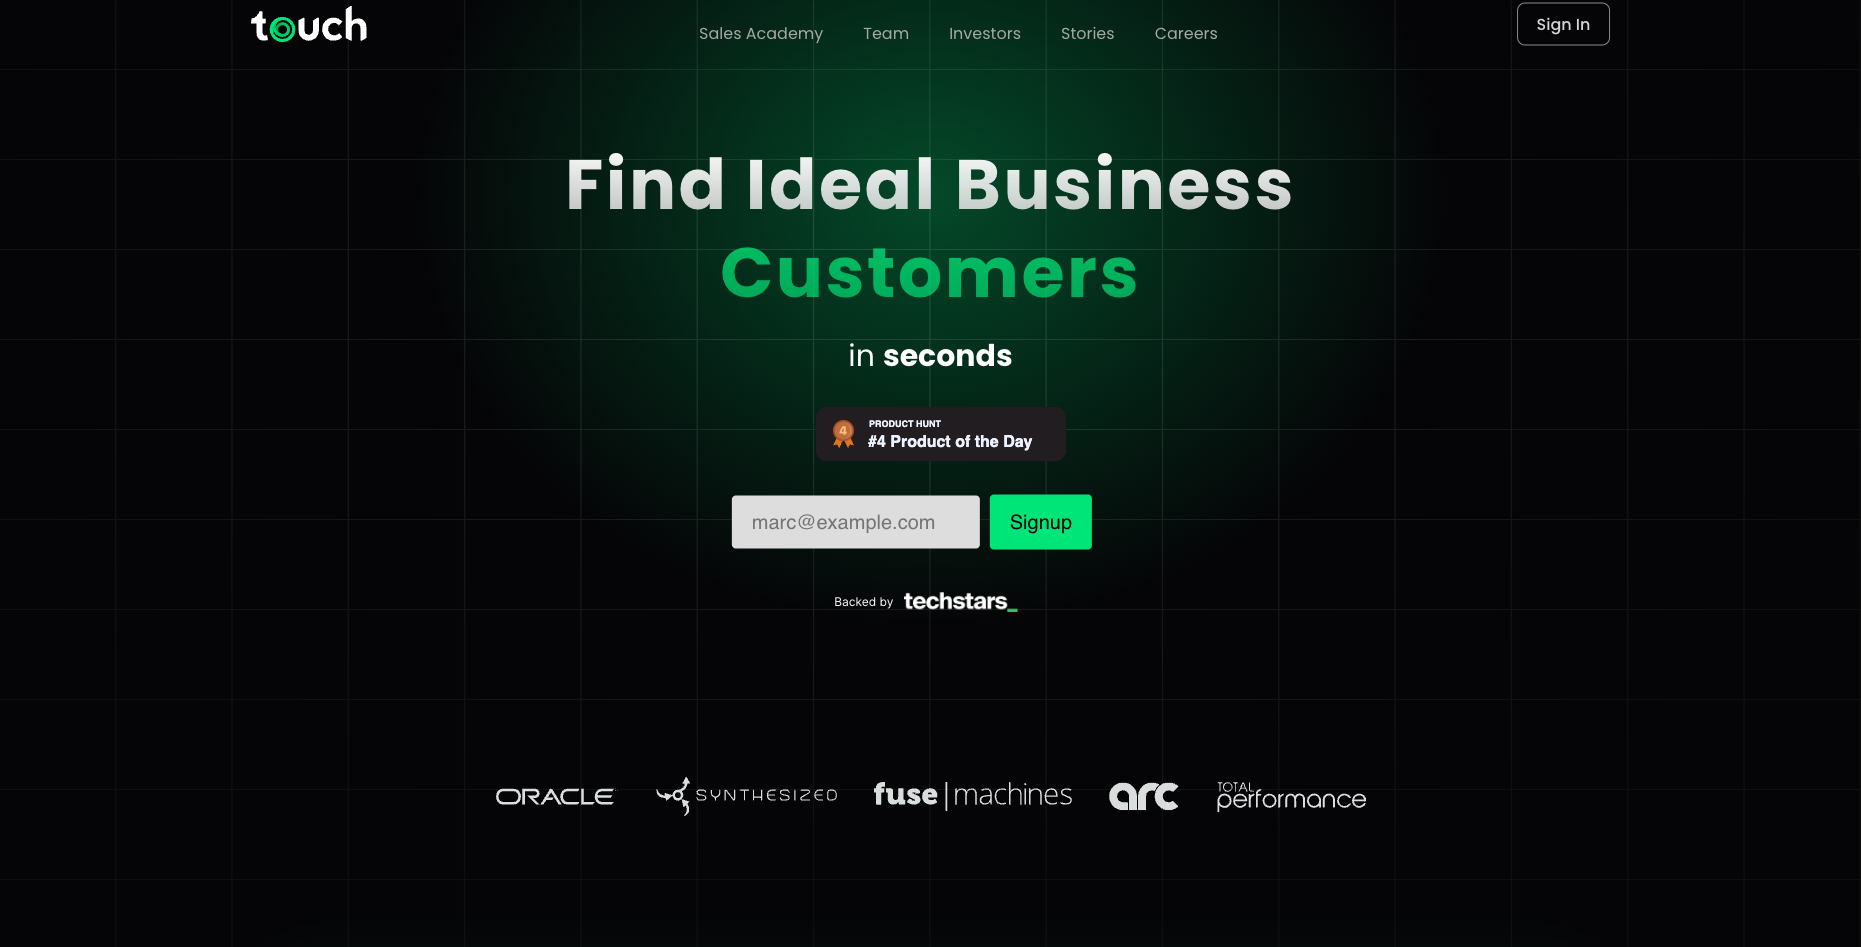 touch
Sales Academy Team Investors Stories Careers
Sign In
Find Ideal Business
Customers
in seconds
4
PRODUCT HUNT
#4 Product of the Day
marc@example.com
Signup
Backed by techstars_
ORACLE
SYNTHESIZED
fuse|machines
arc
TOTAL
performance